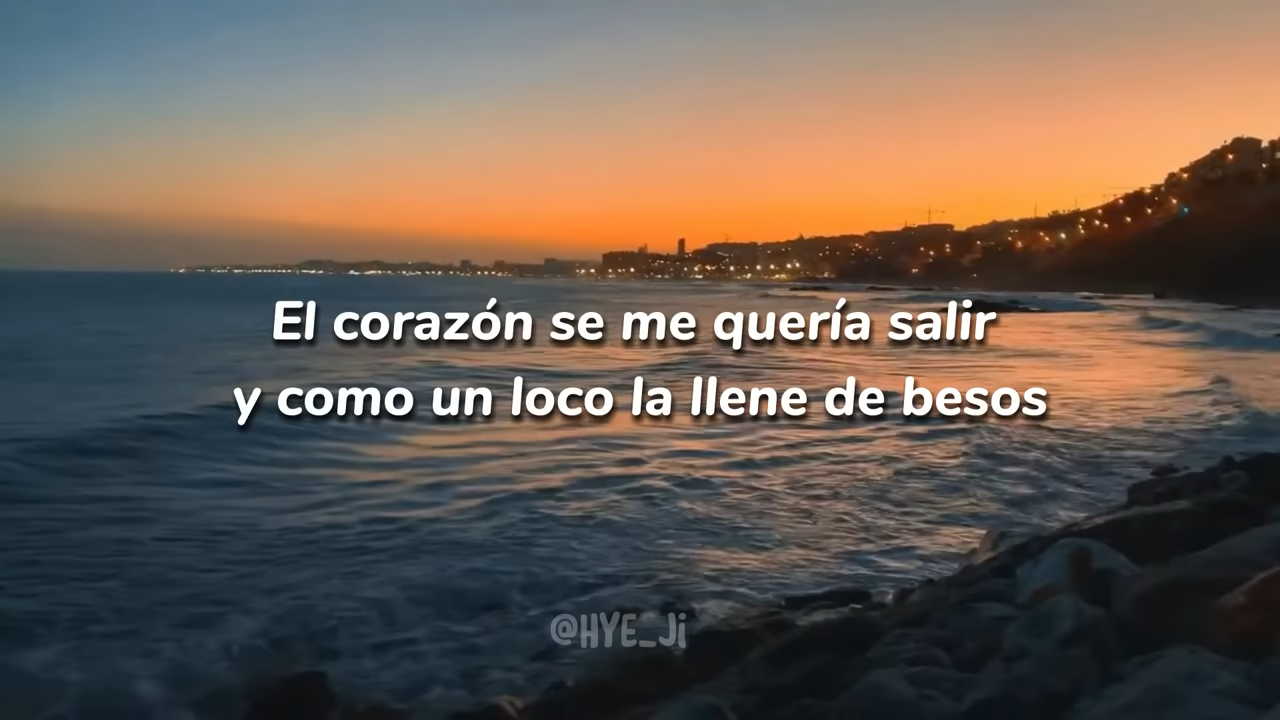 El corazón se me quería salir
y como un loco la llene de besos
@HYE_Ji